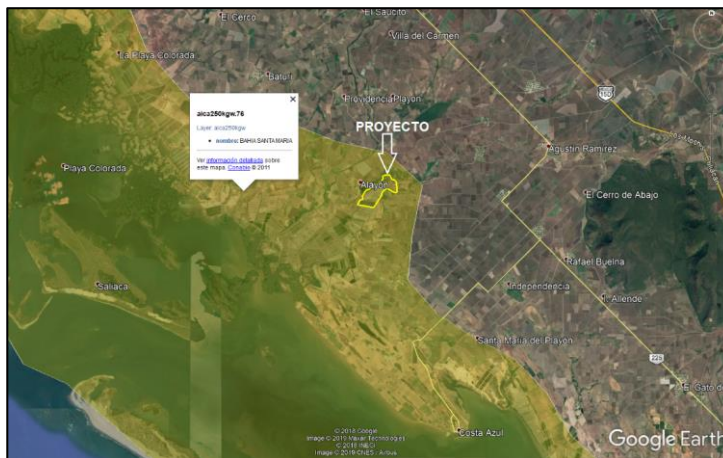 El Cerco
El Saucito
Villa del Carmen
La Playa Colorada
Baturi
aica250kgw.76
Layer: aica250kgw
nombre: BAHIA SANTA MARIA
Ver información detallada sobre
este mapa. Conabio © 2011
Providencia
Playon
PROYECTO
Agustin Ramirez
Playa Colorada
Alayon
El Cerro de Abajo
Rafael Buelna
Saliaca
Independencia
I. Allende
Santa Maria del Playon
225
El Gato de
Costa Azul
© 2018 Google
Image © 2019 Maxar Technologies
© 2018 INEGI
Image © 2019 CNES / Airbus
Google Earth